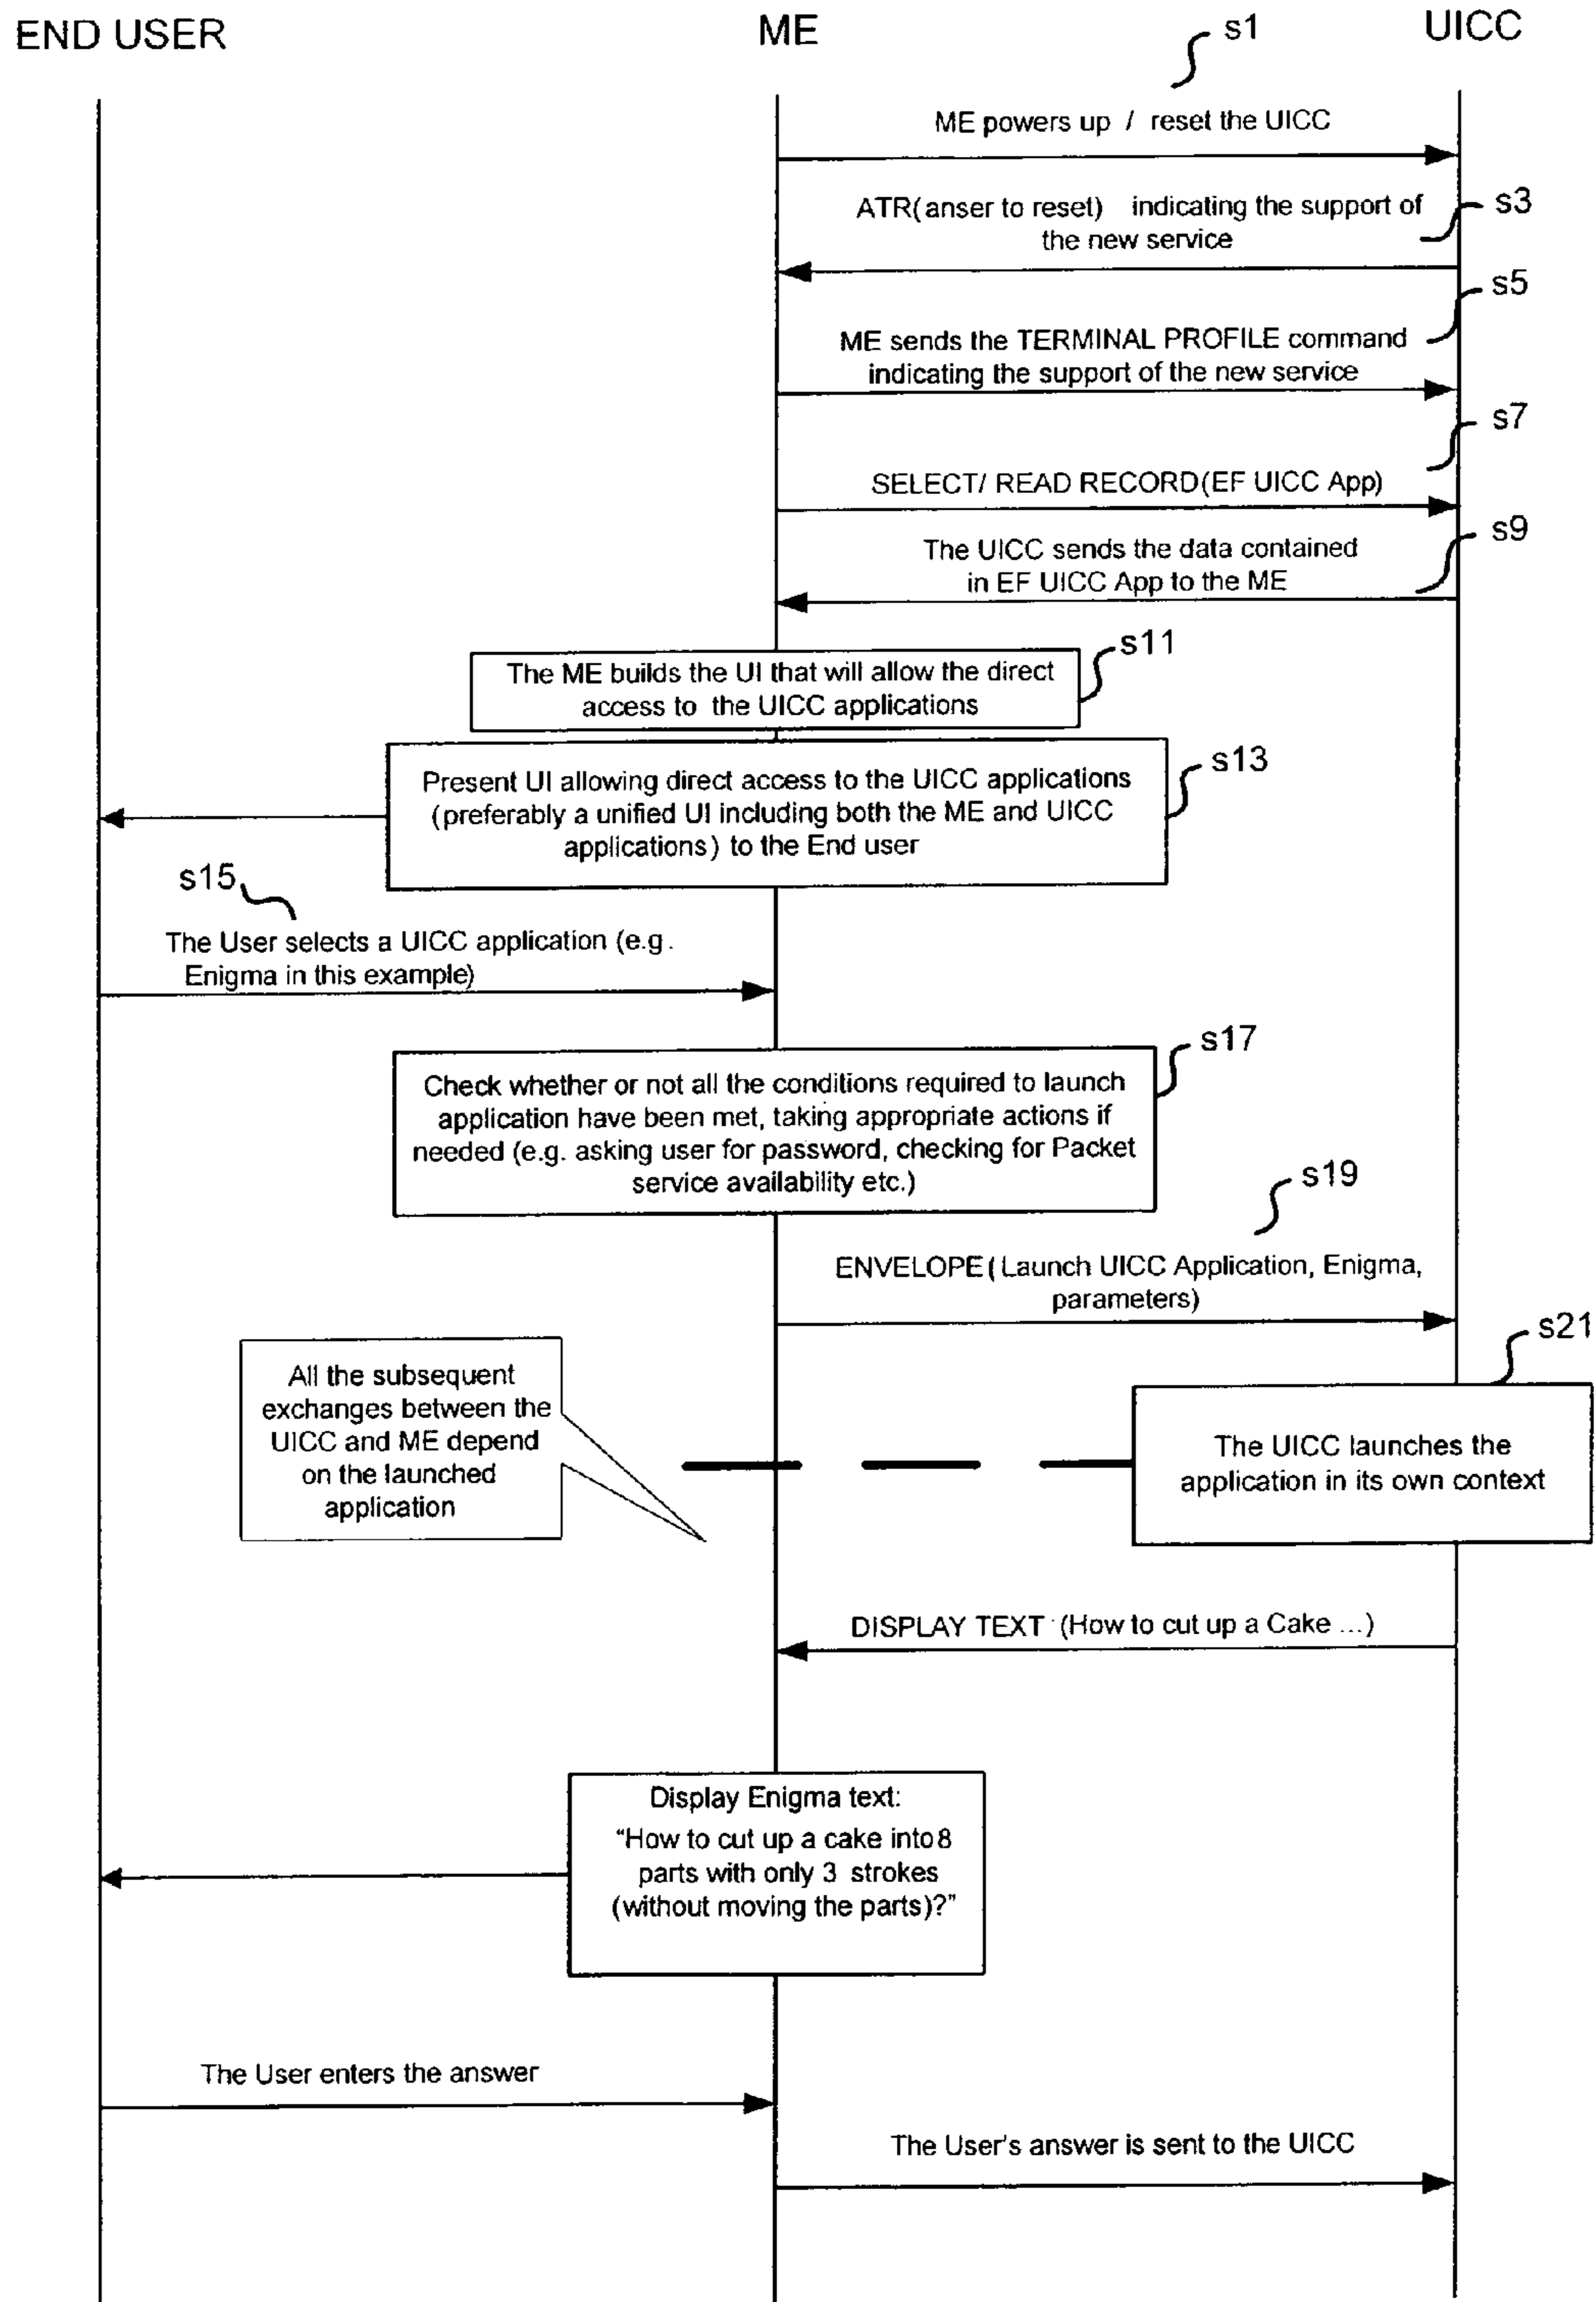 END USER
ME
s1
UICC
ME powers up / reset the UICC
ATR(anser to reset) indicating the support of
the new service
s3
s5
ME sends the TERMINAL PROFILE command
indicating the support of the new service
s7
SELECT/ READ RECORD(EF UICC App)
s9
The UICC sends the data contained
in EF UICC App to the ME
s11
The ME builds the UI that will allow the direct
access to the UICC applications
s13
Present UI allowing direct access to the UICC applications
(preferably a unified UI including both the ME and UICC
applications) to the End user
s15
The User selects a UICC application (e.g.
Enigma in this example)
s17
Check whether or not all the conditions required to launch
application have been met, taking appropriate actions if
needed (e.g. asking user for password, checking for Packet
service availability etc.)
s19
ENVELOPE(Launch UICC Application, Enigma,
parameters)
s21
All the subsequent
exchanges between the
UICC and ME depend
on the launched
application
The UICC launches the
application in its own context
DISPLAY TEXT (How to cut up a Cake ...)
Display Enigma text:
“How to cut up a cake into 8
parts with only 3 strokes
(without moving the parts)?”
The User enters the answer
The User's answer is sent to the UICC